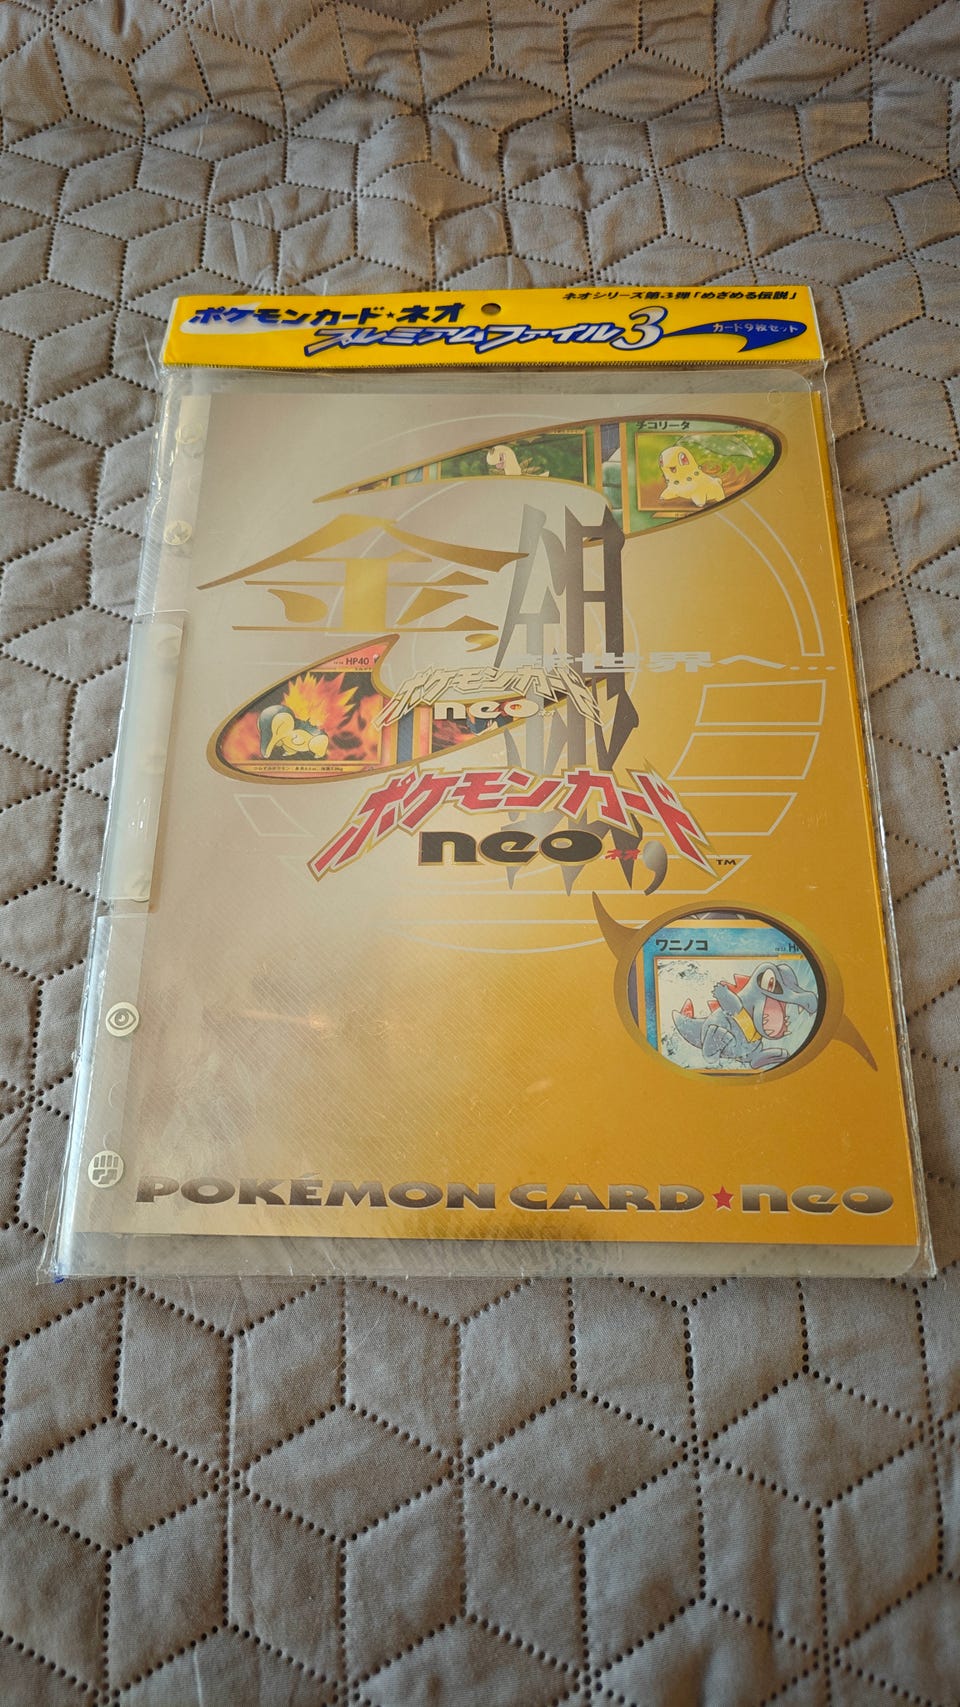 ネオシリーズ第3弾「めざめる伝説」
ポケモンカード★ネオ
プレミアムファイル3
カード9枚セット
チコリータ
金、銀、
新世界へ...
HP40
ポケモンカード
neo ネオ
ポケモンカード
neo ネオ TM
ワニノコ
POKÉMON CARD★neo